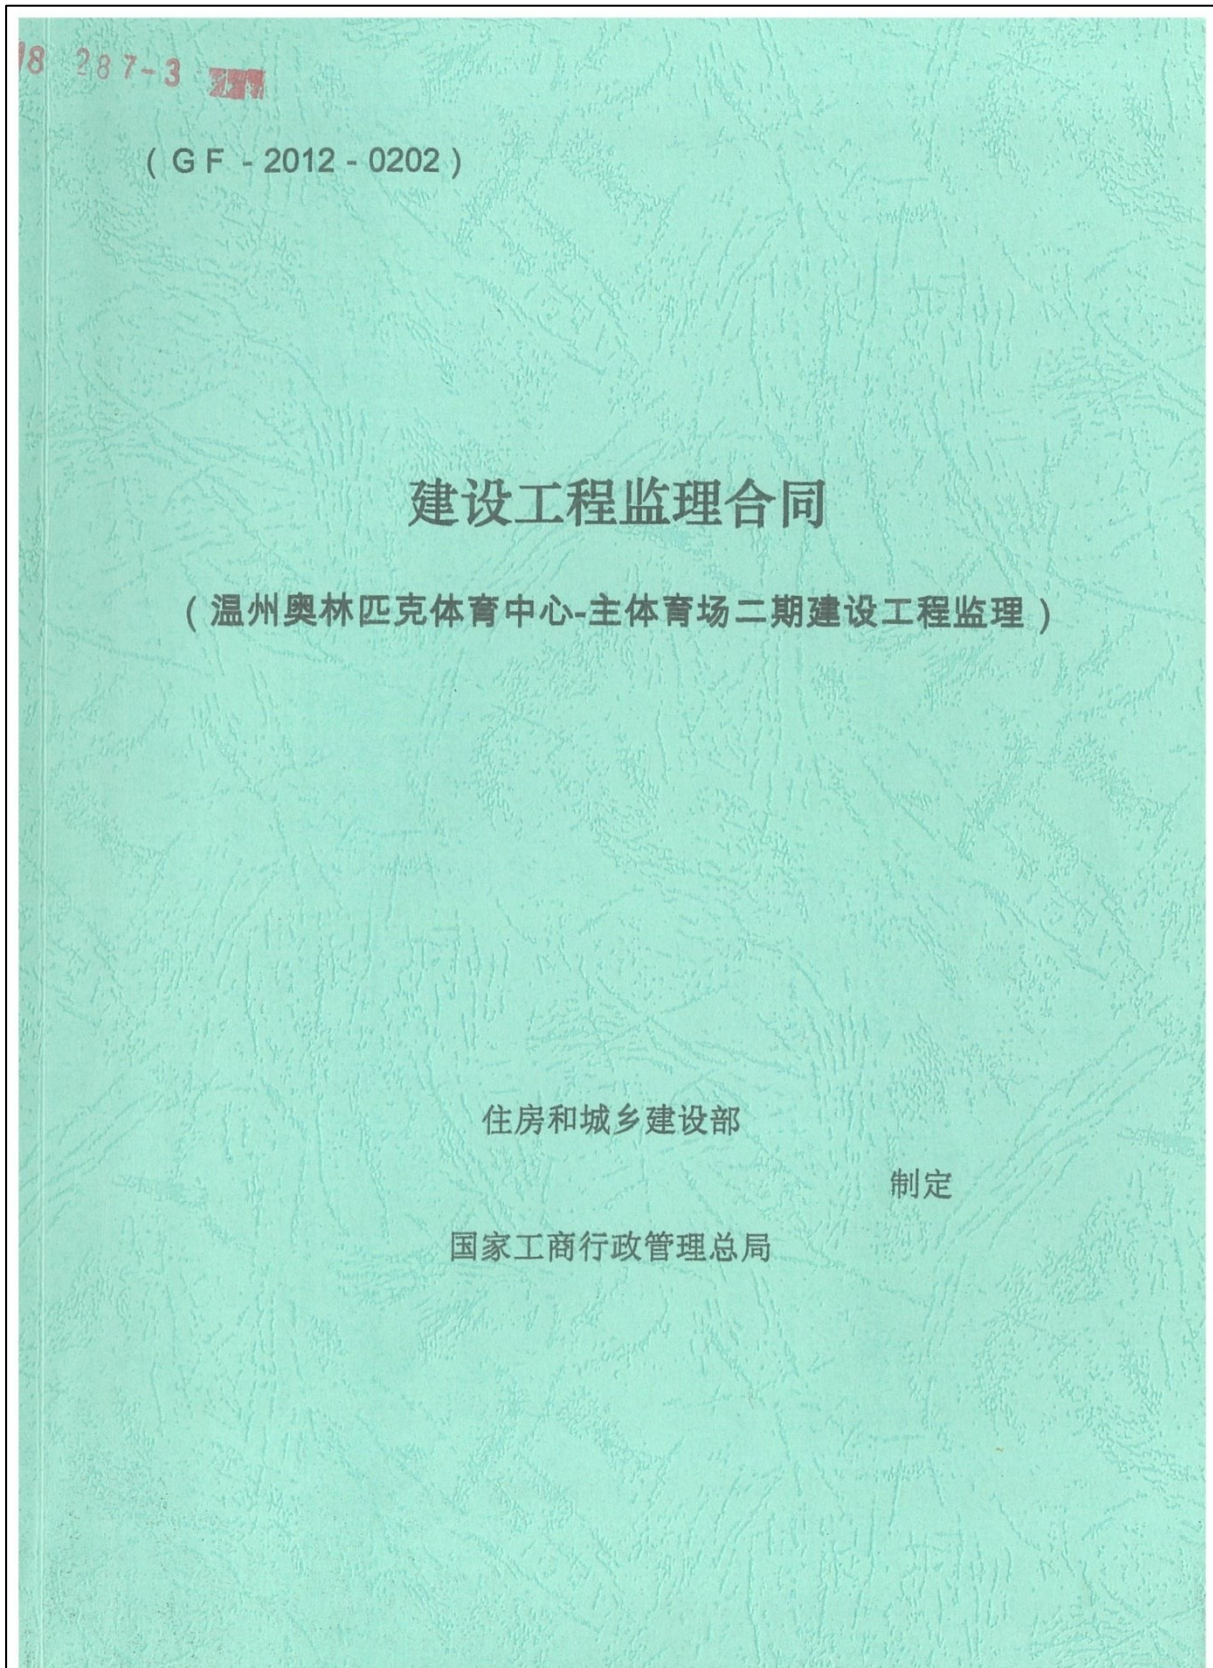 18 287-3
(GF-2012-0202)
建设工程监理合同
(温州奥林匹克体育中心-主体育场二期建设工程监理)
住房和城乡建设部
制定
国家工商行政管理总局